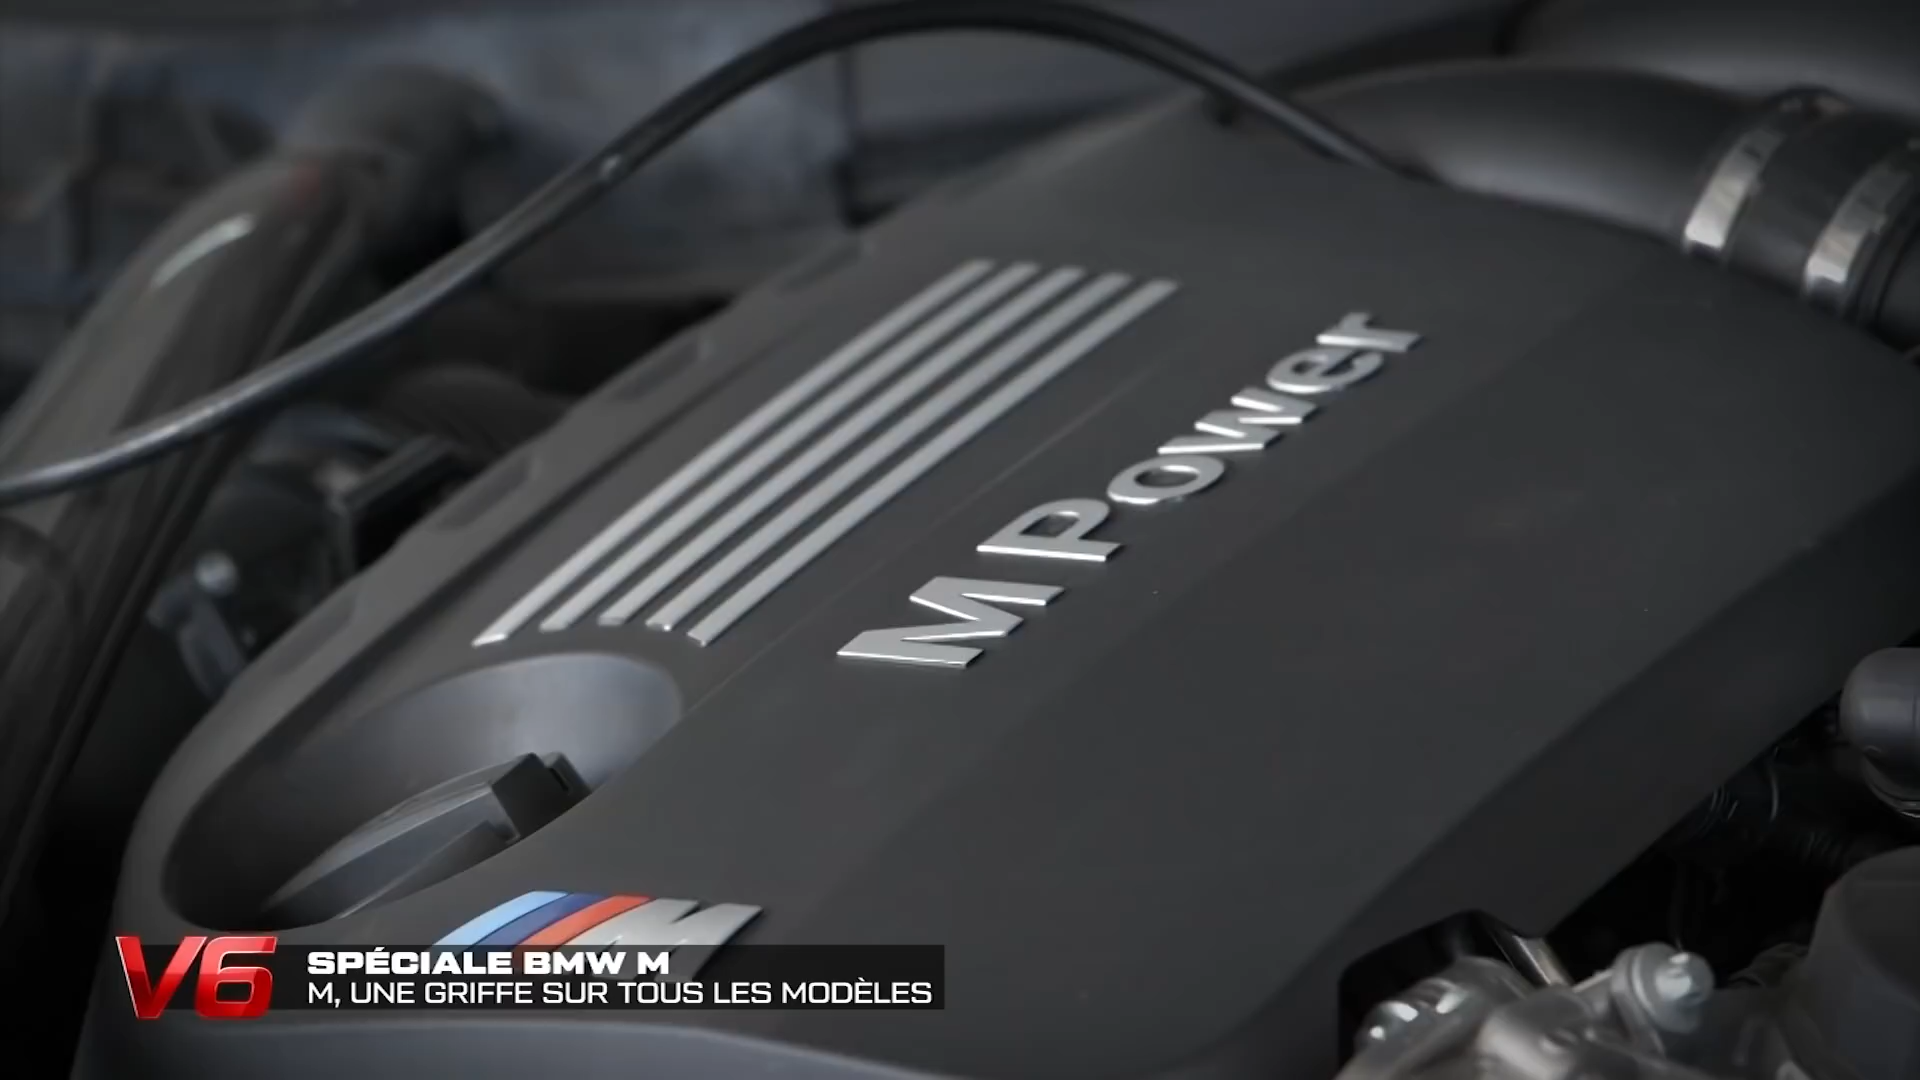 M Power
M
V6
SPÉCIALE BMW M
M, UNE GRIFFE SUR TOUS LES MODÈLES